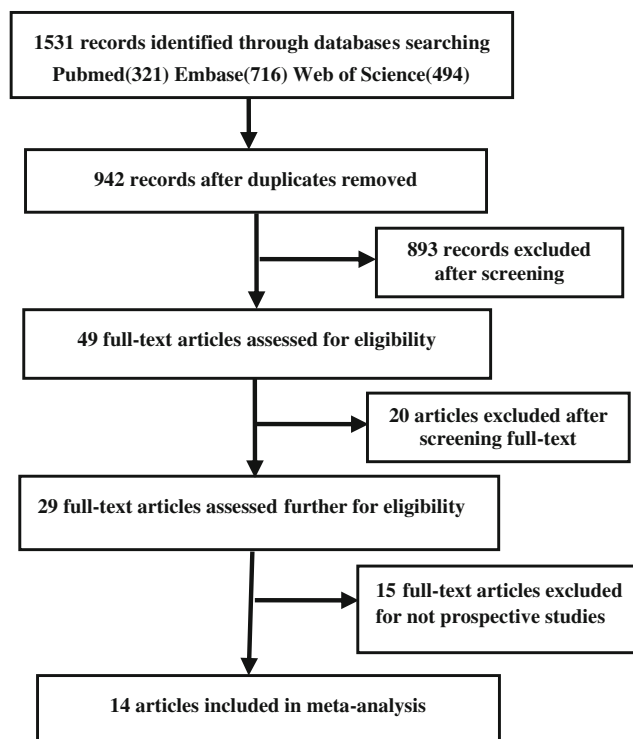 1531 records identified through databases searching
Pubmed(321) Embase(716) Web of Science(494)
942 records after duplicates removed
893 records excluded
after screening
49 full-text articles assessed for eligibility
20 articles excluded after
screening full-text
29 full-text articles assessed further for eligibility
15 full-text articles excluded
for not prospective studies
14 articles included in meta-analysis